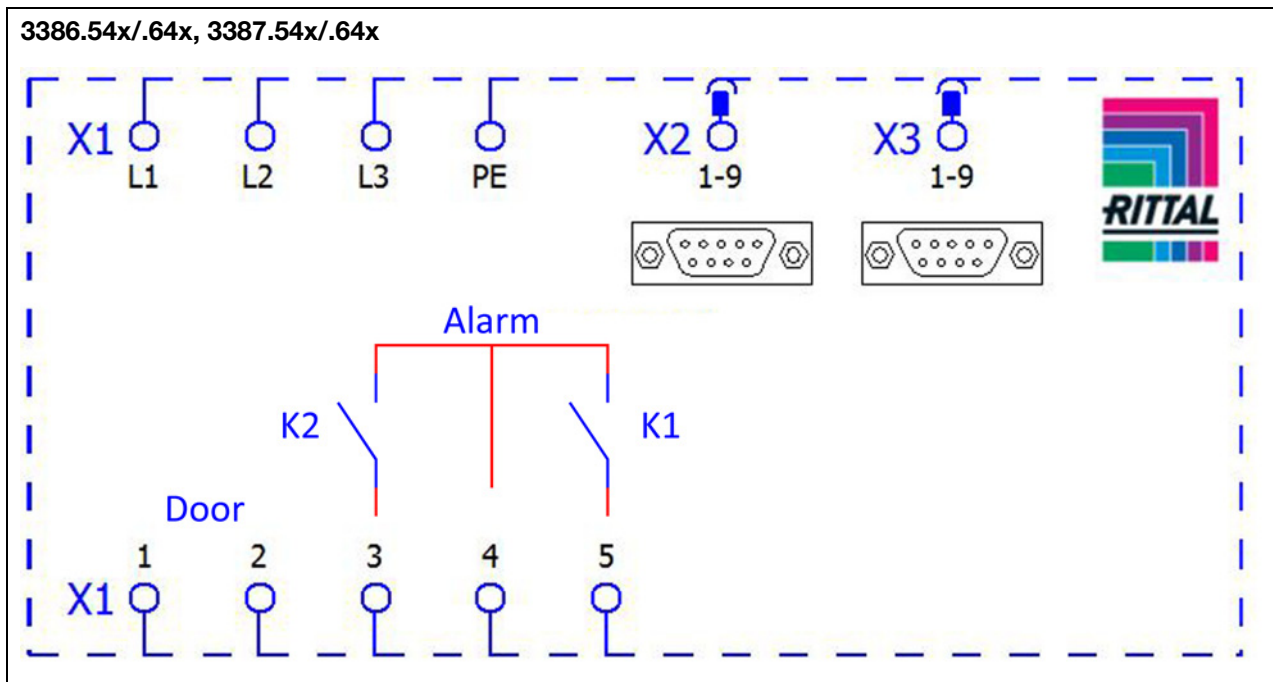 3386.54x/.64x, 3387.54x/.64x
X1 L1 L2 L3 PE X2 1-9 X3 1-9
RITTAL
Alarm
K2 K1
Door
1 2 3 4 5
X1